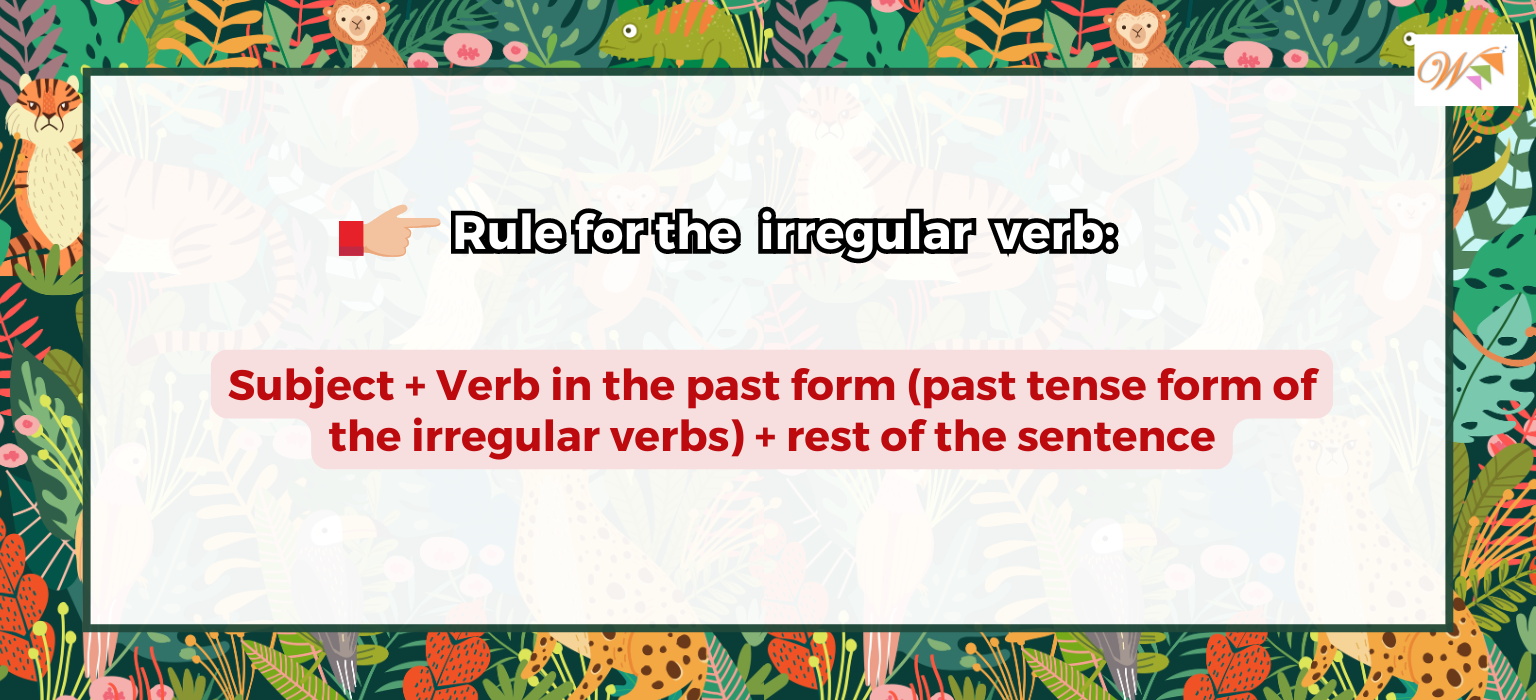 Rule for the irregular verb:
Subject + Verb in the past form (past tense form of
the irregular verbs) + rest of the sentence
W